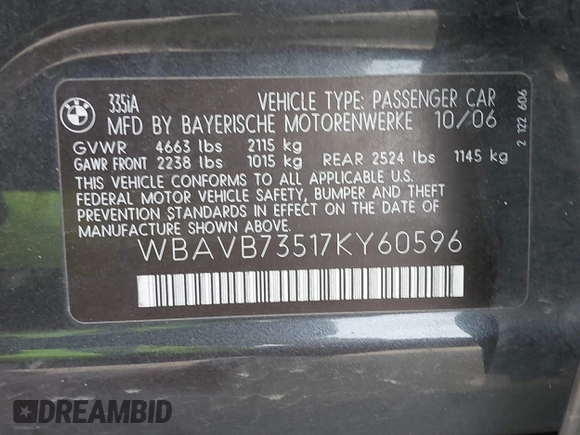 BMW
335iA VEHICLE TYPE: PASSENGER CAR
MFD BY BAYERISCHE MOTORENWERKE 10/06
GVWR 4663 lbs 2115 kg
GAWR FRONT 2238 lbs 1015 kg REAR 2524 lbs 1145 kg
THIS VEHICLE CONFORMS TO ALL APPLICABLE U.S.
FEDERAL MOTOR VEHICLE SAFETY, BUMPER AND THEFT
PREVENTION STANDARDS IN EFFECT ON THE DATE OF
MANUFACTURE SHOWN ABOVE.
WBAVB73517KY60596
2 122 606
DREAMBID